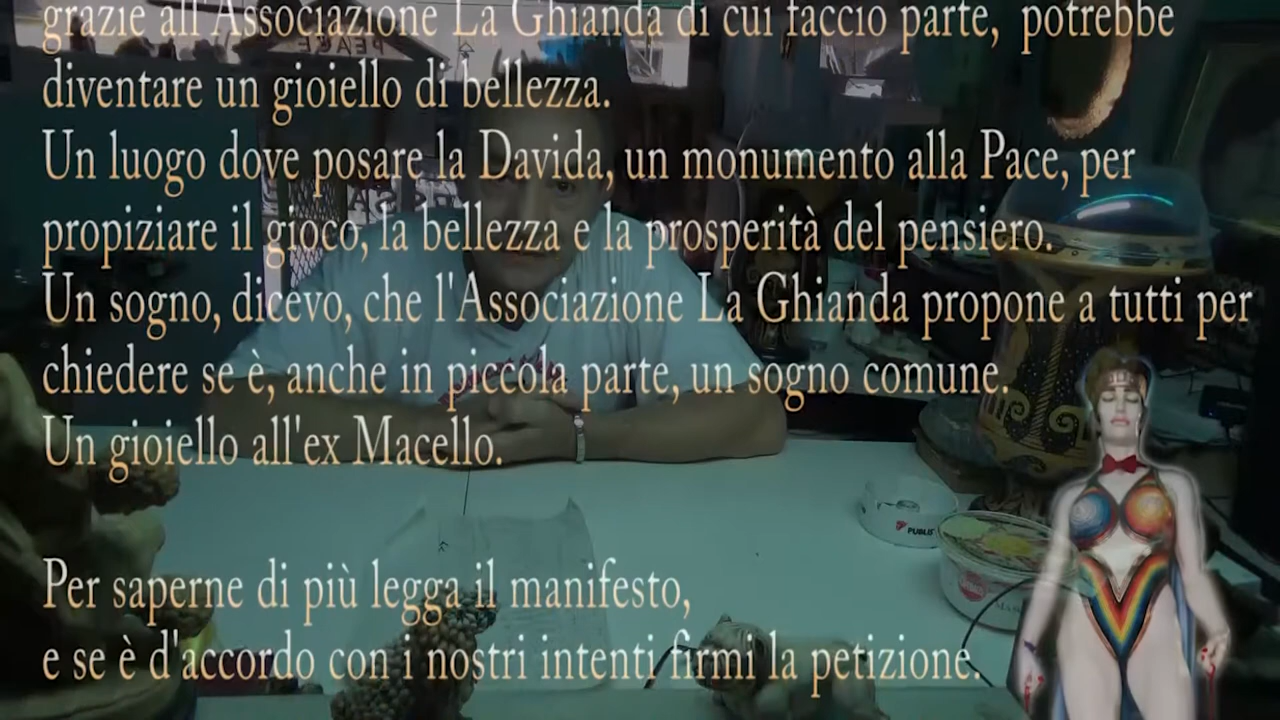 grazie all'Associazione La Ghianda di cui faccio parte, potrebbe
diventare un gioiello di bellezza.
Un luogo dove posare la Davida, un monumento alla Pace, per
propiziare il gioco, la bellezza e la prosperità del pensiero.
Un sogno, dicevo, che l'Associazione La Ghianda propone a tutti per
chiedere se è, anche in piccola parte, un sogno comune.
Un gioiello all'ex Macello.
Per saperne di più legga il manifesto,
e se è d'accordo con i nostri intenti firmi la petizione.
PEACE
PUBLIS